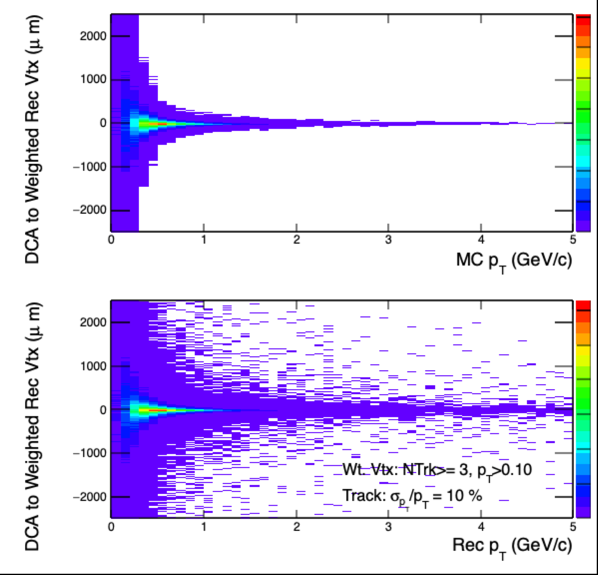 DCA to Weighted Rec Vtx (μ m)
2000
1000
0
−1000
−2000
0 1 2 3 4 5
MC p_T (GeV/c)
DCA to Weighted Rec Vtx (μ m)
2000
1000
0
−1000
−2000
Wt. Vtx: NTrk>= 3, p_T>0.10
Track: σ_{p_T}/p_T = 10 %
0 1 2 3 4 5
Rec p_T (GeV/c)